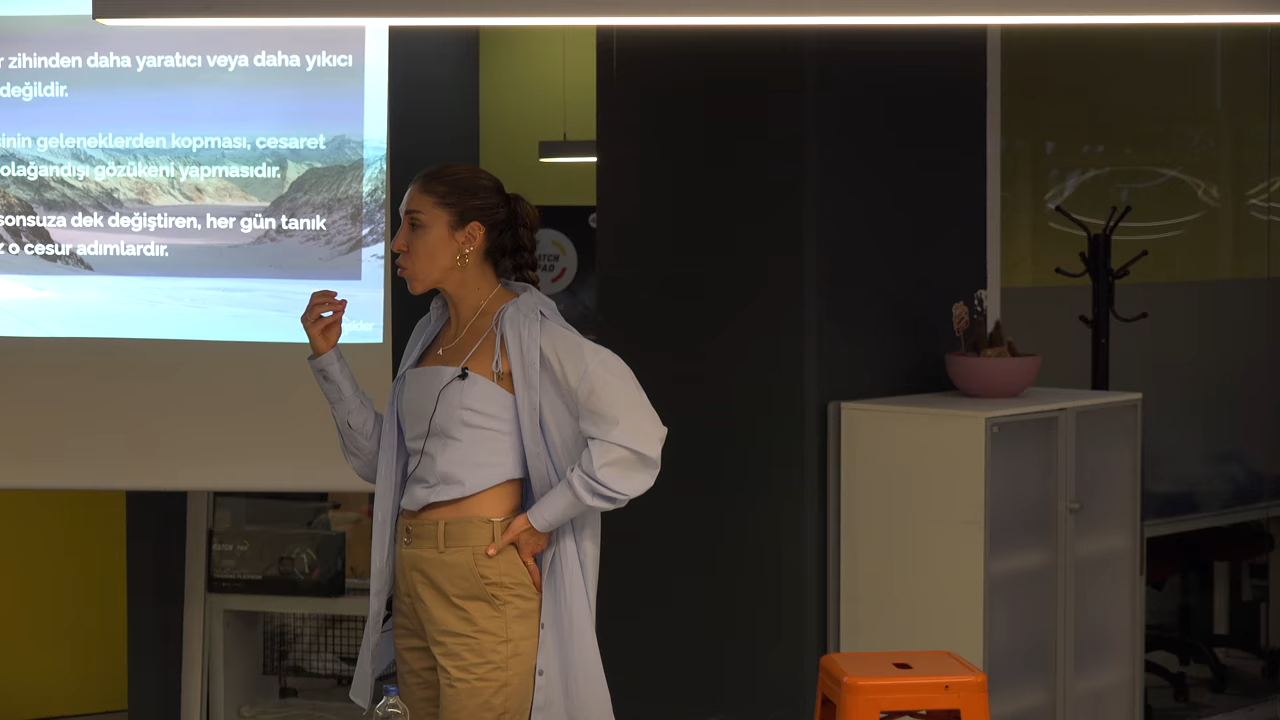 zihinden daha yaratıcı veya daha yıkıcı
değildir.
geleneklerden kopması, cesaret
olağandışı gözükeni yapmasıdır.
sonsuza dek değiştiren, her gün tanık
o cesur adımlardır.